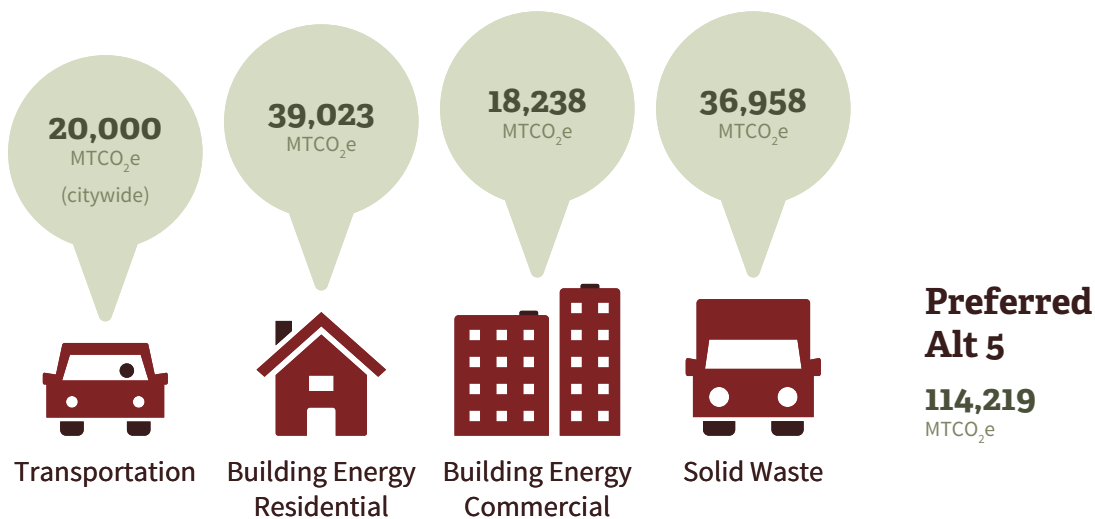 20,000
MTCO₂e
(citywide)
39,023
MTCO₂e
18,238
MTCO₂e
36,958
MTCO₂e
Transportation
Building Energy
Residential
Building Energy
Commercial
Solid Waste
Preferred
Alt 5
114,219
MTCO₂e